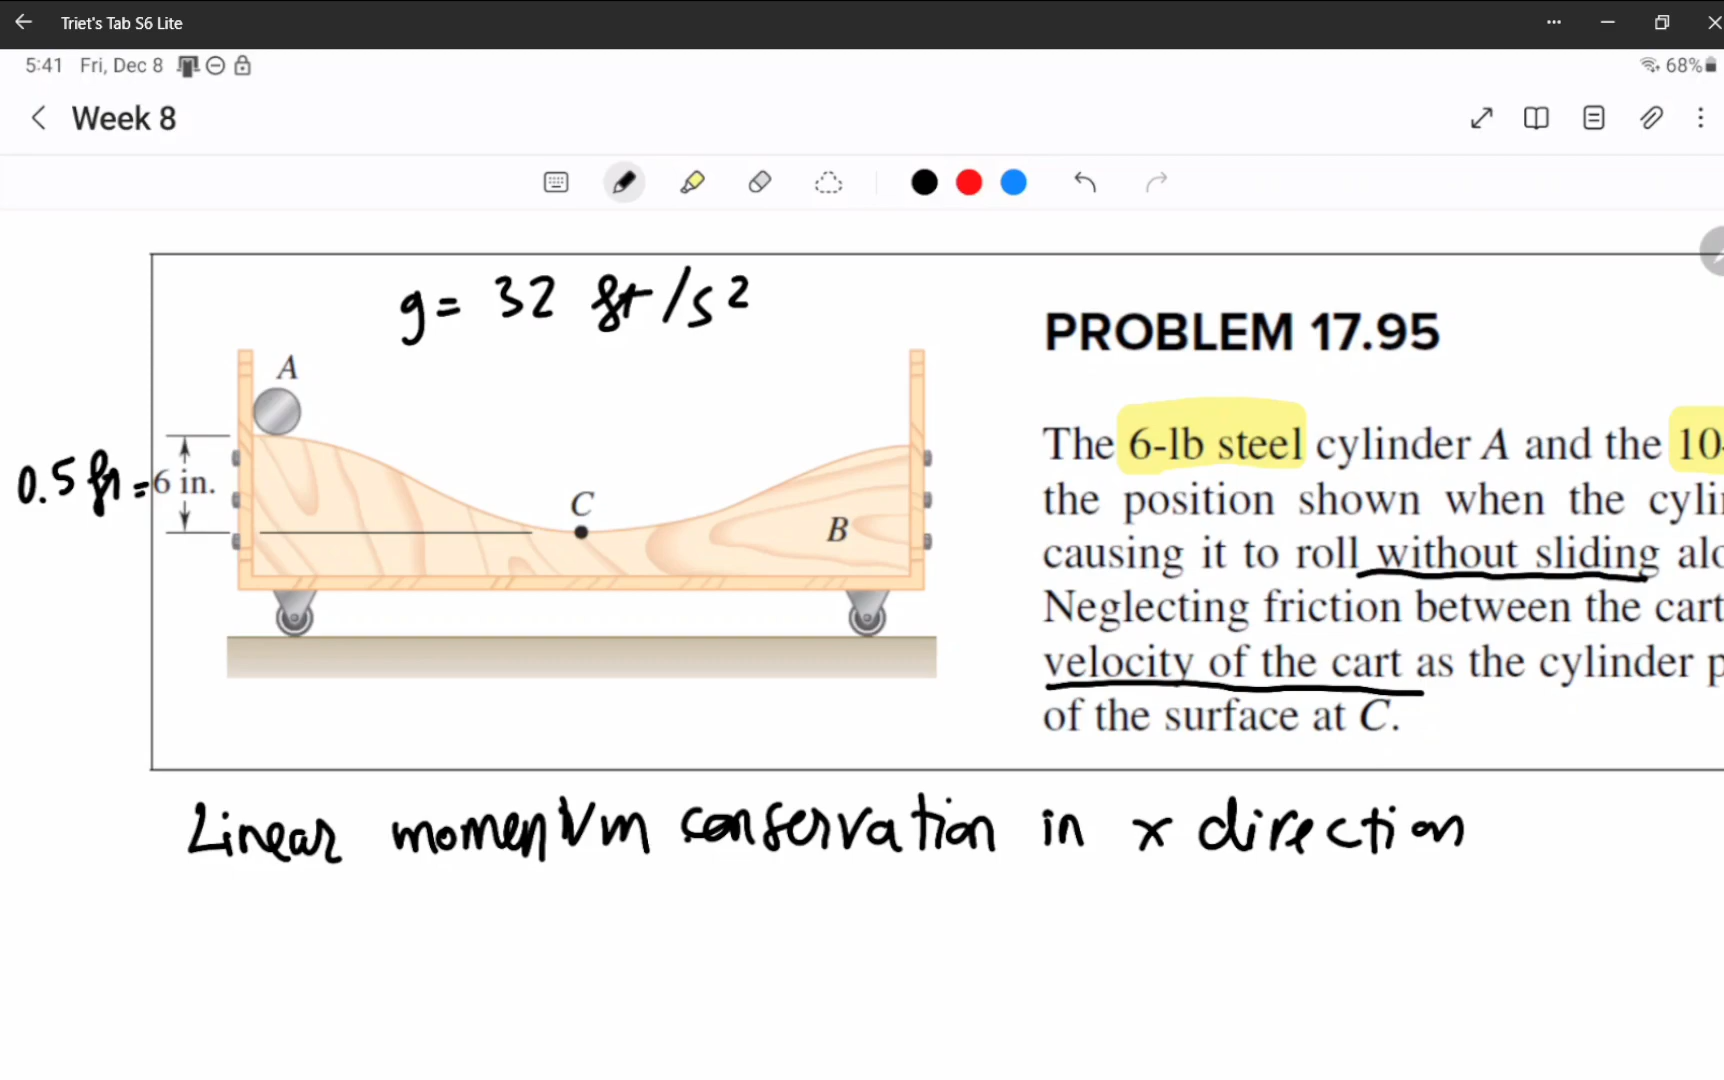 Triet's Tab S6 Lite
5:41 Fri, Dec 8
68%
Week 8
g = 32 ft/s²
A
PROBLEM 17.95
The 6-lb steel cylinder A and the 10-
0.5 ft = 6 in.
the position shown when the cyli
C
B
causing it to roll without sliding alo
Neglecting friction between the cart
velocity of the cart as the cylinder p
of the surface at C.
Linear momentum conservation in x direction